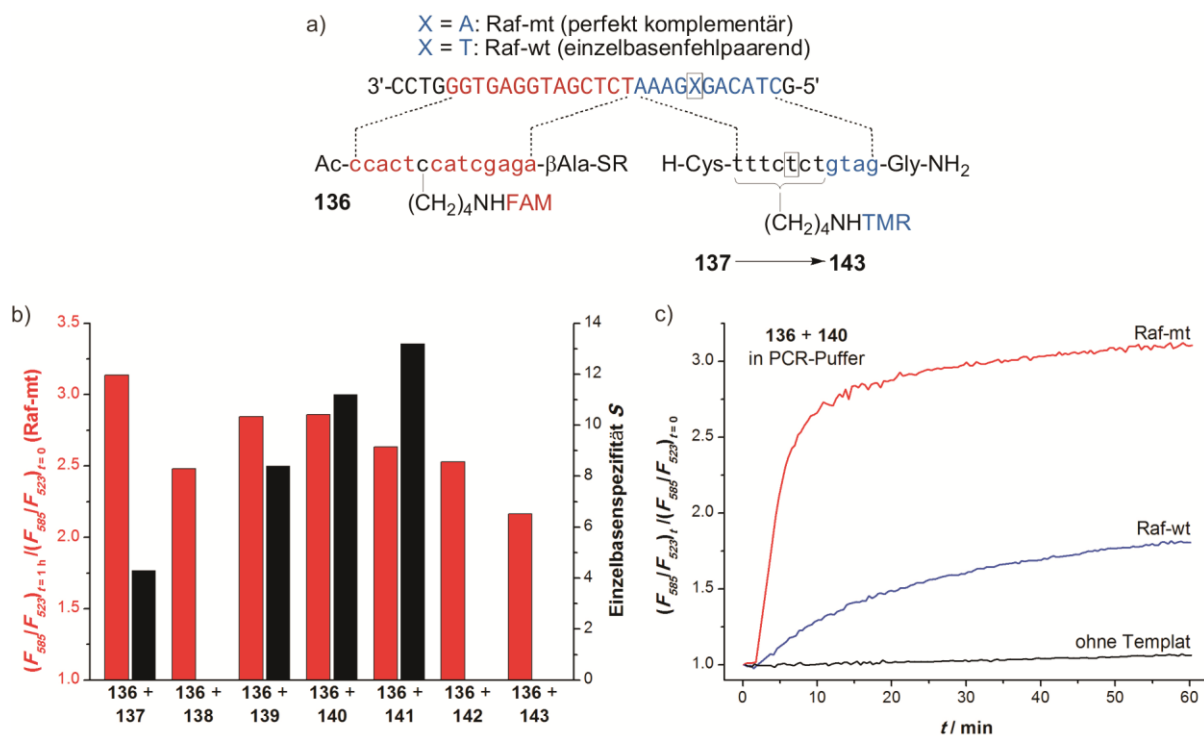 a)
X = A: Raf-mt (perfekt komplementär)
X = T: Raf-wt (einzelbasenfehlpaarend)
3'-CCTGGGTGAGGTAGCTCTAAAGXGACATCG-5'
Ac-ccactccatcgaga-βAla-SR
H-Cys-tttctctgtag-Gly-NH2
136
(CH2)4NHFAM
(CH2)4NHTMR
137 → 143
b)
(F585/F523)t = 1 h /(F585/F523)t = 0 (Raf-mt)
3.5
3.0
2.5
2.0
1.5
1.0
14
12
10
8
6
4
2
0
Einzelbasenspezifität S
136 + 136 + 136 + 136 + 136 + 136 + 136 +
137 138 139 140 141 142 143
c)
136 + 140
in PCR-Puffer
Raf-mt
Raf-wt
ohne Templat
(F585/F523)t /(F585/F523)t = 0
3.0
2.5
2.0
1.5
1.0
0 10 20 30 40 50 60
t / min